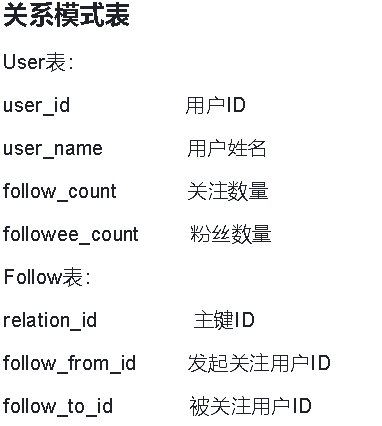 关系模式表
User表:
user_id 用户ID
user_name 用户姓名
follow_count 关注数量
followee_count 粉丝数量
Follow表:
relation_id 主键ID
follow_from_id 发起关注用户ID
follow_to_id 被关注用户ID